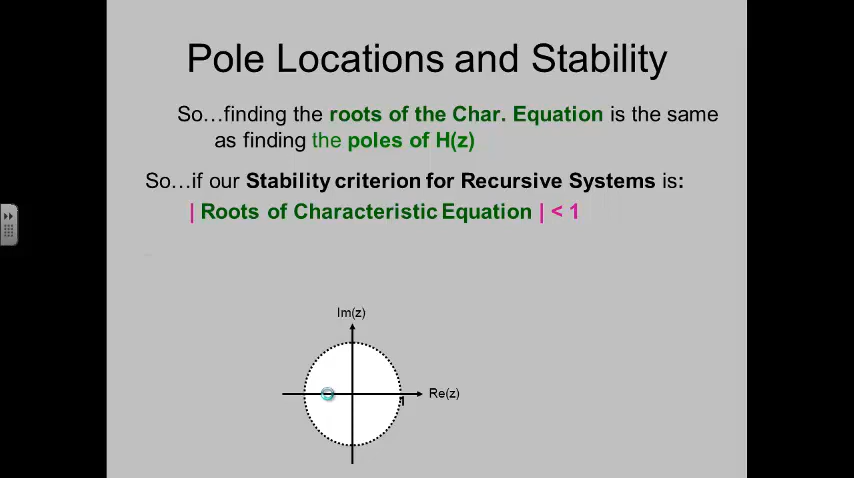 Pole Locations and Stability
So…finding the roots of the Char. Equation is the same
as finding the poles of H(z)
So…if our Stability criterion for Recursive Systems is:
| Roots of Characteristic Equation | < 1
Im(z)
Re(z)
1